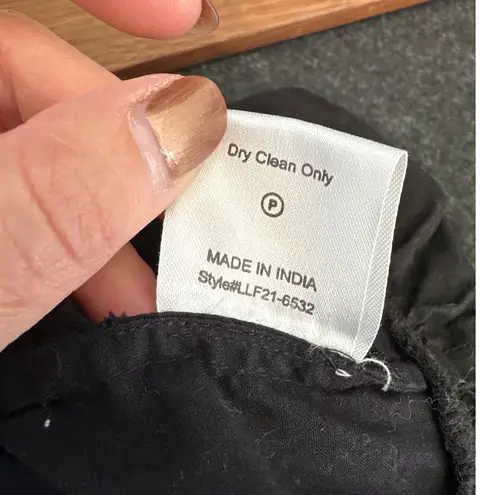 Dry Clean Only
P
MADE IN INDIA
Style#LLF21-6532